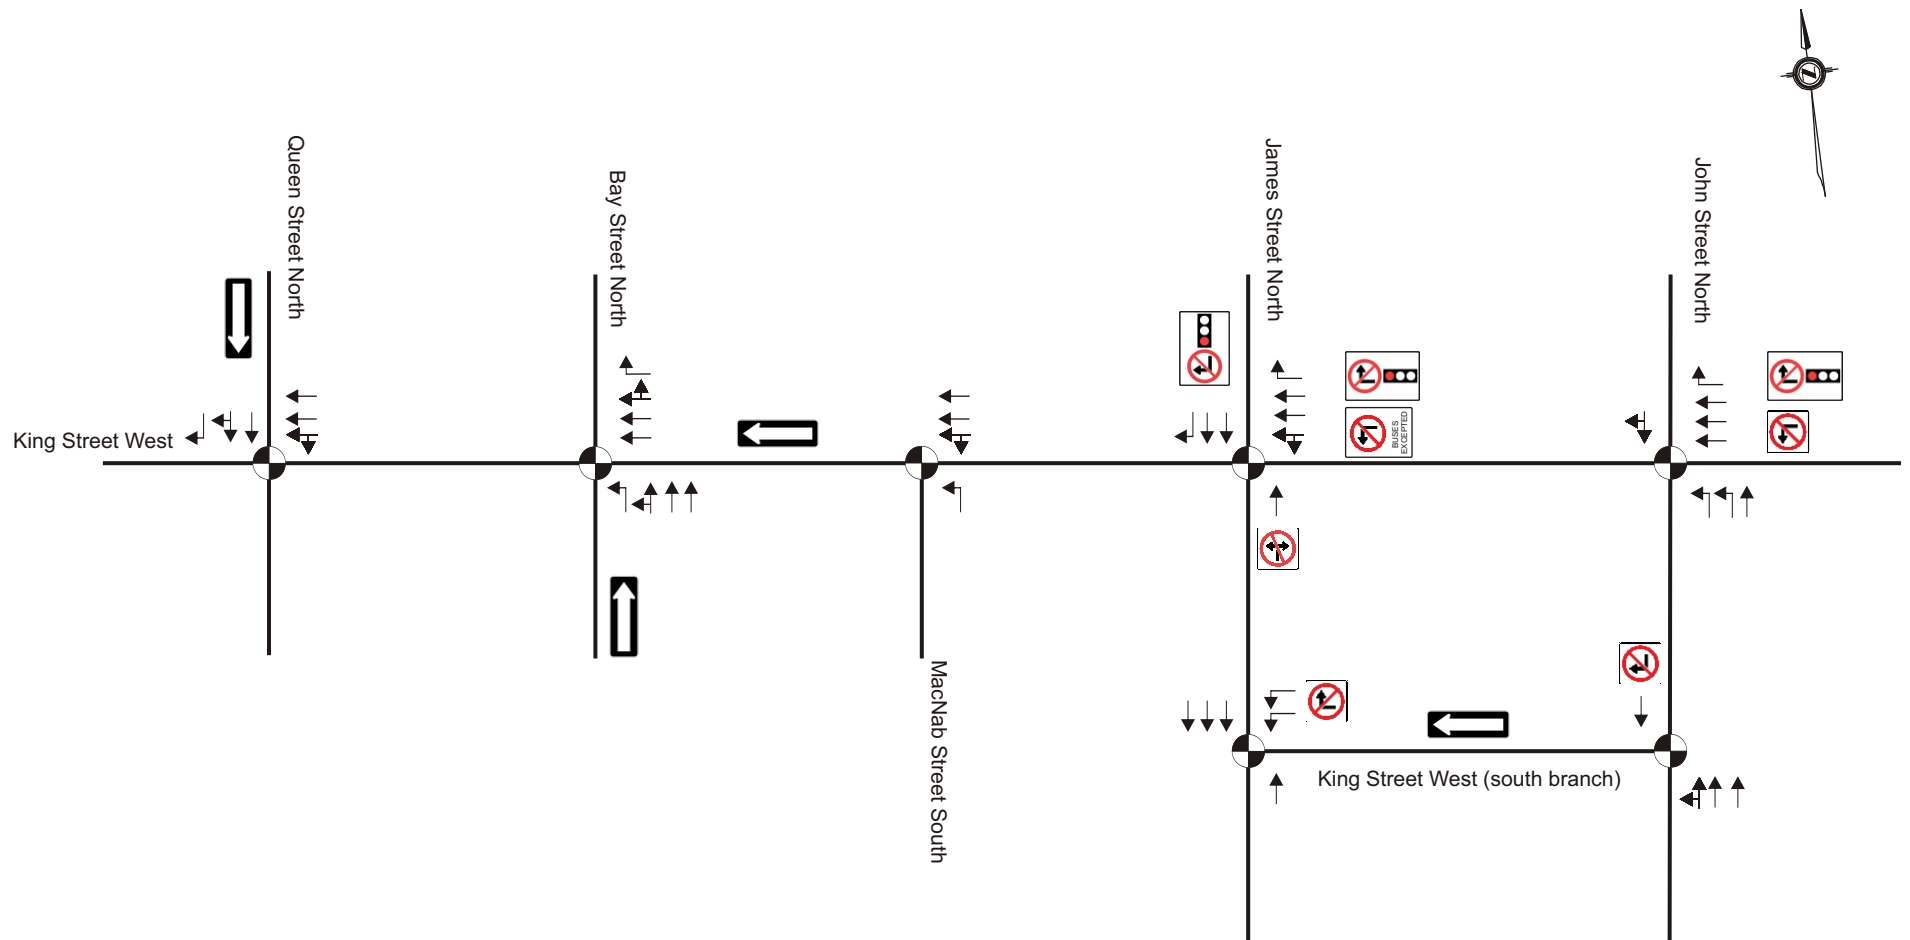 Queen Street North
Bay Street North
James Street North
John Street North
BUSES
EXCEPTED
King Street West
MacNab Street South
King Street West (south branch)